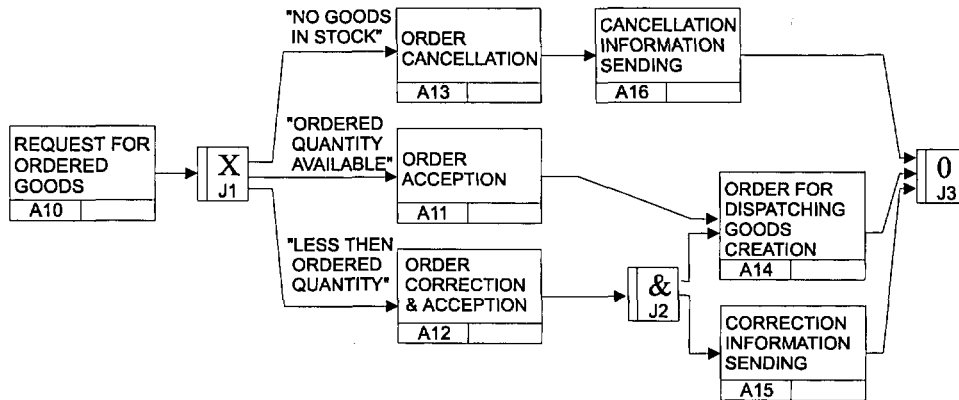 "NO GOODS
IN STOCK"
ORDER
CANCELLATION
A13
CANCELLATION
INFORMATION
SENDING
A16
REQUEST FOR
ORDERED
GOODS
A10
X
J1
"ORDERED
QUANTITY
AVAILABLE"
ORDER
ACCEPTION
A11
"LESS THEN
ORDERED
QUANTITY"
ORDER
CORRECTION
& ACCEPTION
A12
&
J2
ORDER FOR
DISPATCHING
GOODS
CREATION
A14
CORRECTION
INFORMATION
SENDING
A15
0
J3